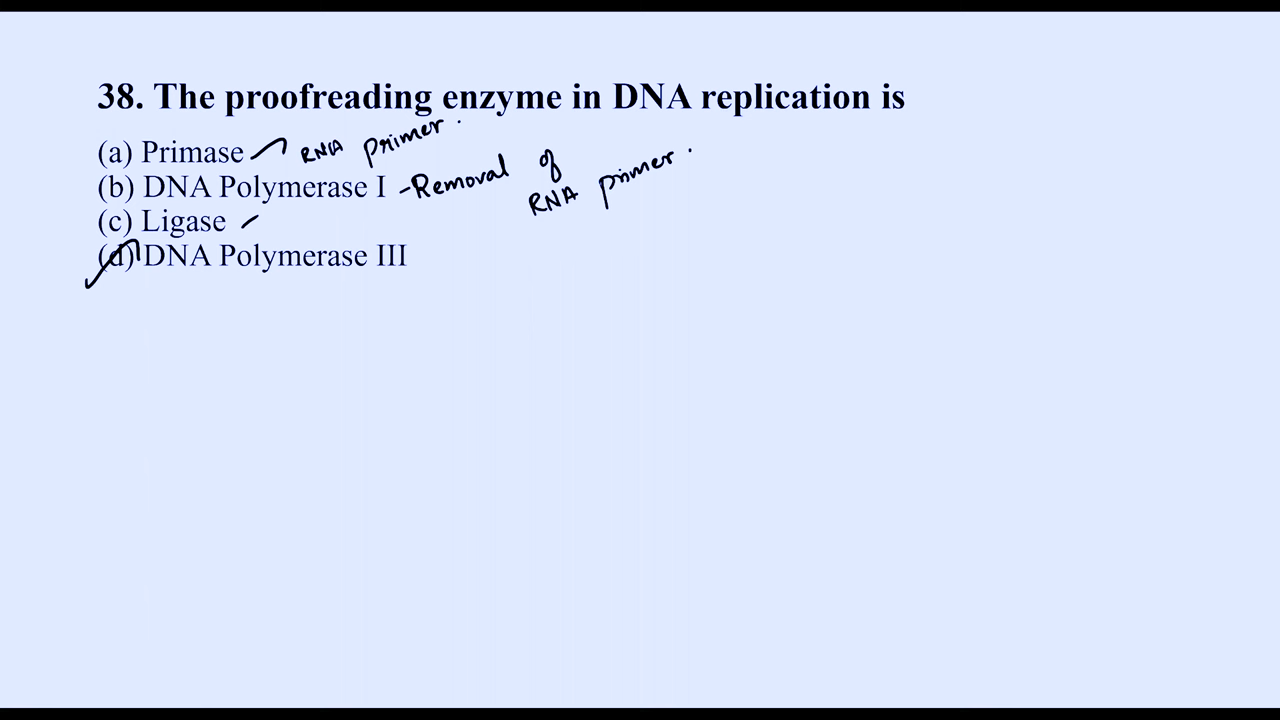 38. The proofreading enzyme in DNA replication is
(a) Primase RNA primer.
(b) DNA Polymerase I - Removal of
RNA primer.
(c) Ligase
(d) DNA Polymerase III